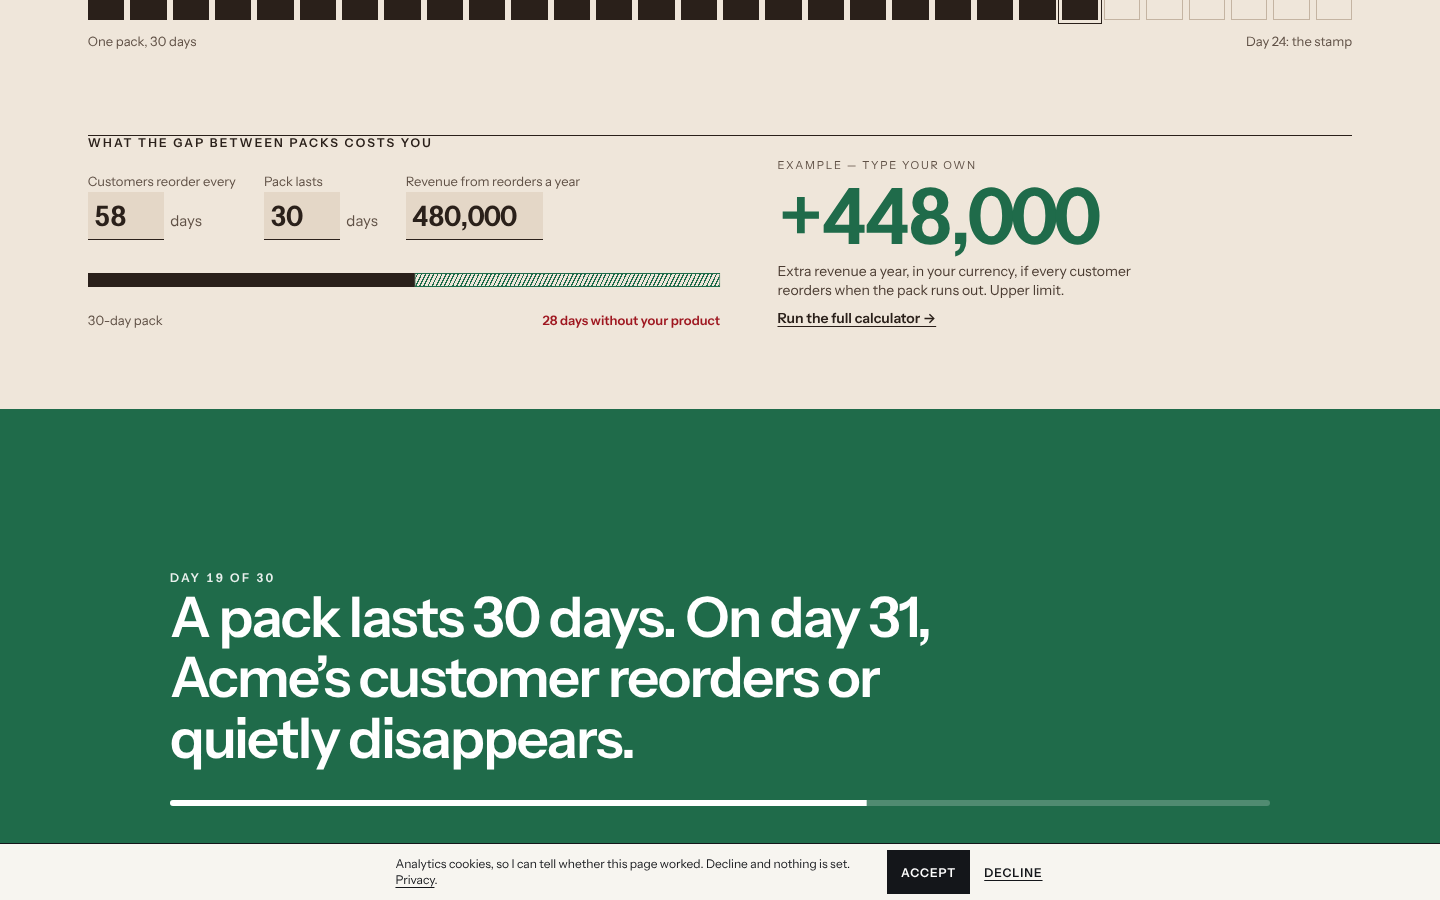 One pack, 30 days
Day 24: the stamp
WHAT THE GAP BETWEEN PACKS COSTS YOU
Customers reorder every
58 days
Pack lasts
30 days
Revenue from reorders a year
480,000
30-day pack
28 days without your product
EXAMPLE — TYPE YOUR OWN
+448,000
Extra revenue a year, in your currency, if every customer
reorders when the pack runs out. Upper limit.
Run the full calculator →
DAY 19 OF 30
A pack lasts 30 days. On day 31,
Acme’s customer reorders or
quietly disappears.
Analytics cookies, so I can tell whether this page worked. Decline and nothing is set.
Privacy.
ACCEPT
DECLINE